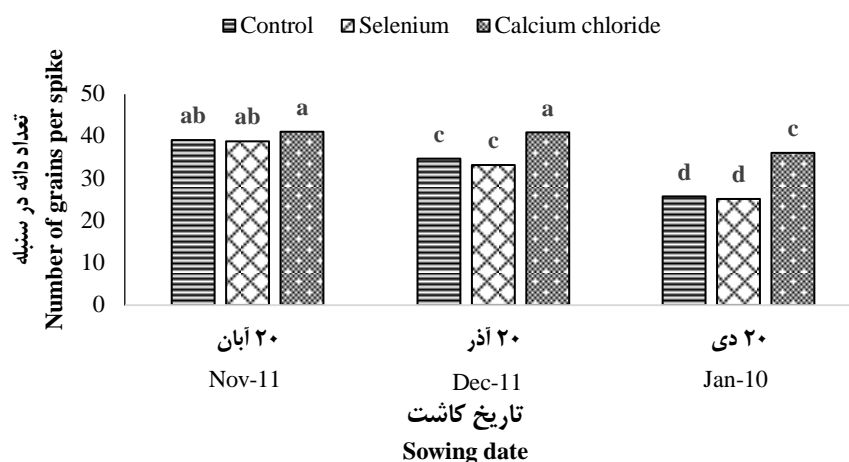 Control Selenium Calcium chloride
تعداد دانه در سنبله
Number of grains per spike
50
40
30
20
10
0
ab ab a
c c a
d d c
۲۰ آبان ۲۰ آذر ۲۰ دی
Nov-11 Dec-11 Jan-10
تاریخ کاشت
Sowing date